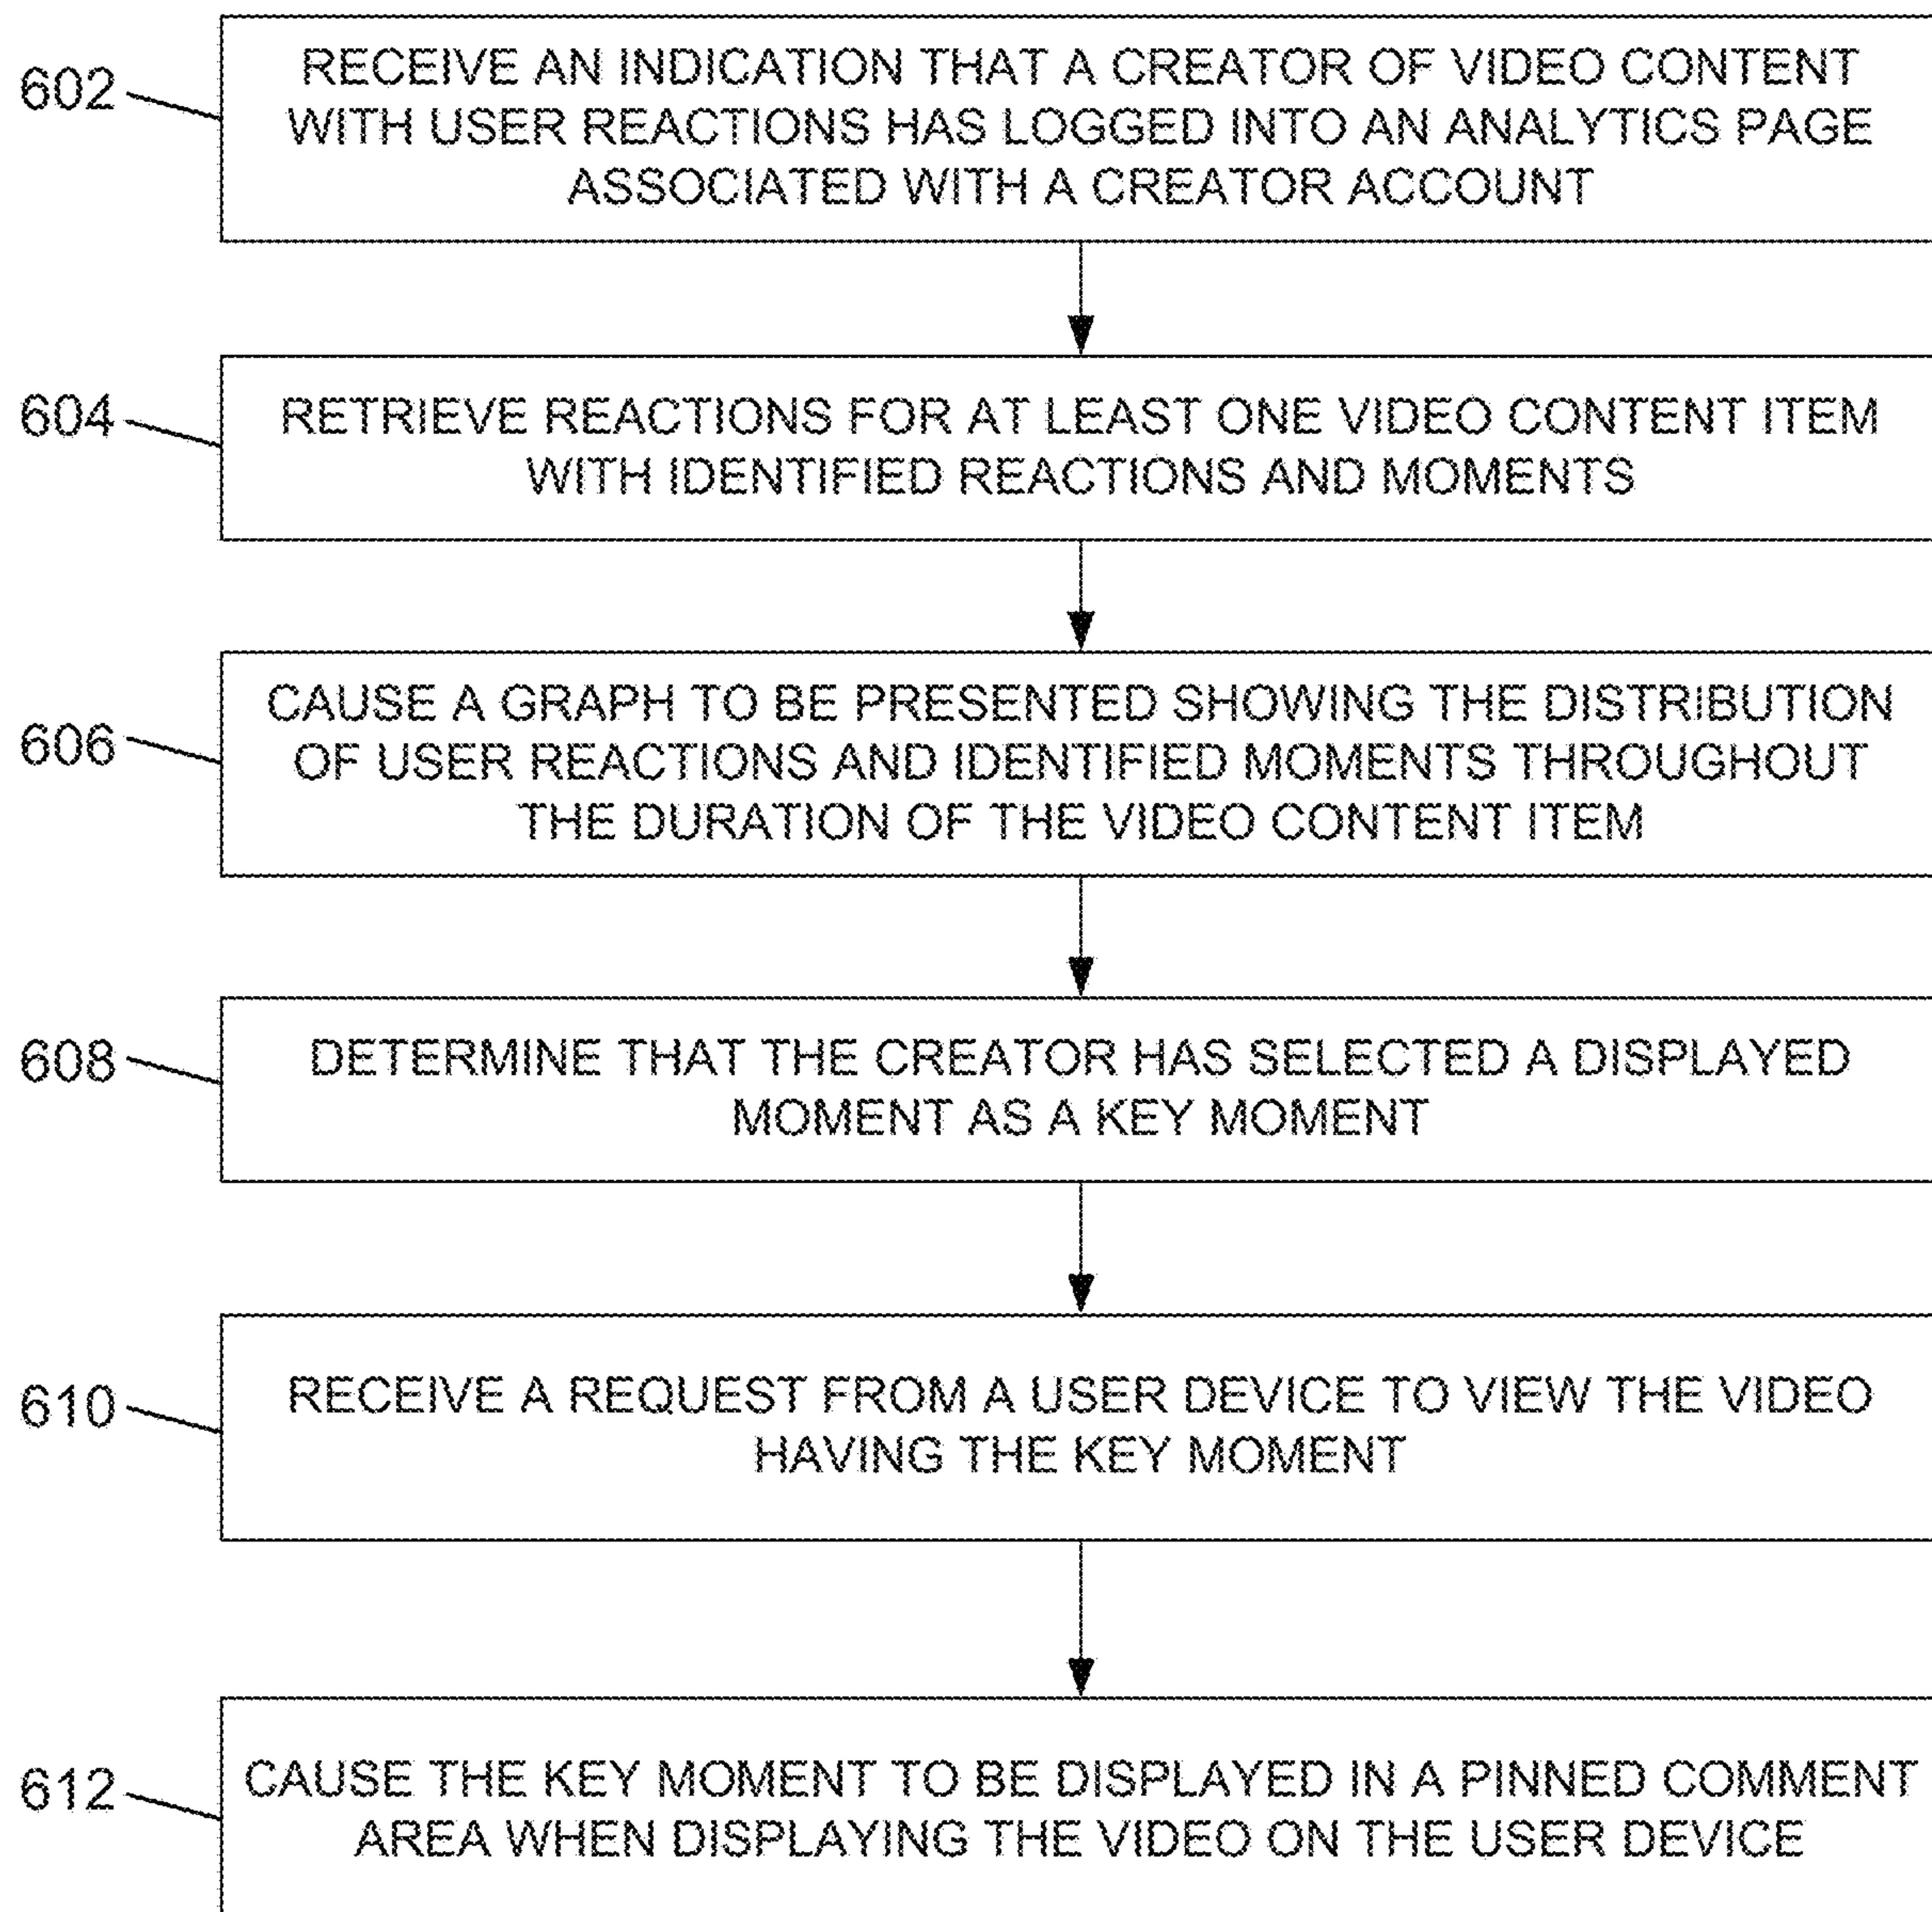 602
RECEIVE AN INDICATION THAT A CREATOR OF VIDEO CONTENT
WITH USER REACTIONS HAS LOGGED INTO AN ANALYTICS PAGE
ASSOCIATED WITH A CREATOR ACCOUNT
604
RETRIEVE REACTIONS FOR AT LEAST ONE VIDEO CONTENT ITEM
WITH IDENTIFIED REACTIONS AND MOMENTS
606
CAUSE A GRAPH TO BE PRESENTED SHOWING THE DISTRIBUTION
OF USER REACTIONS AND IDENTIFIED MOMENTS THROUGHOUT
THE DURATION OF THE VIDEO CONTENT ITEM
608
DETERMINE THAT THE CREATOR HAS SELECTED A DISPLAYED
MOMENT AS A KEY MOMENT
610
RECEIVE A REQUEST FROM A USER DEVICE TO VIEW THE VIDEO
HAVING THE KEY MOMENT
612
CAUSE THE KEY MOMENT TO BE DISPLAYED IN A PINNED COMMENT
AREA WHEN DISPLAYING THE VIDEO ON THE USER DEVICE